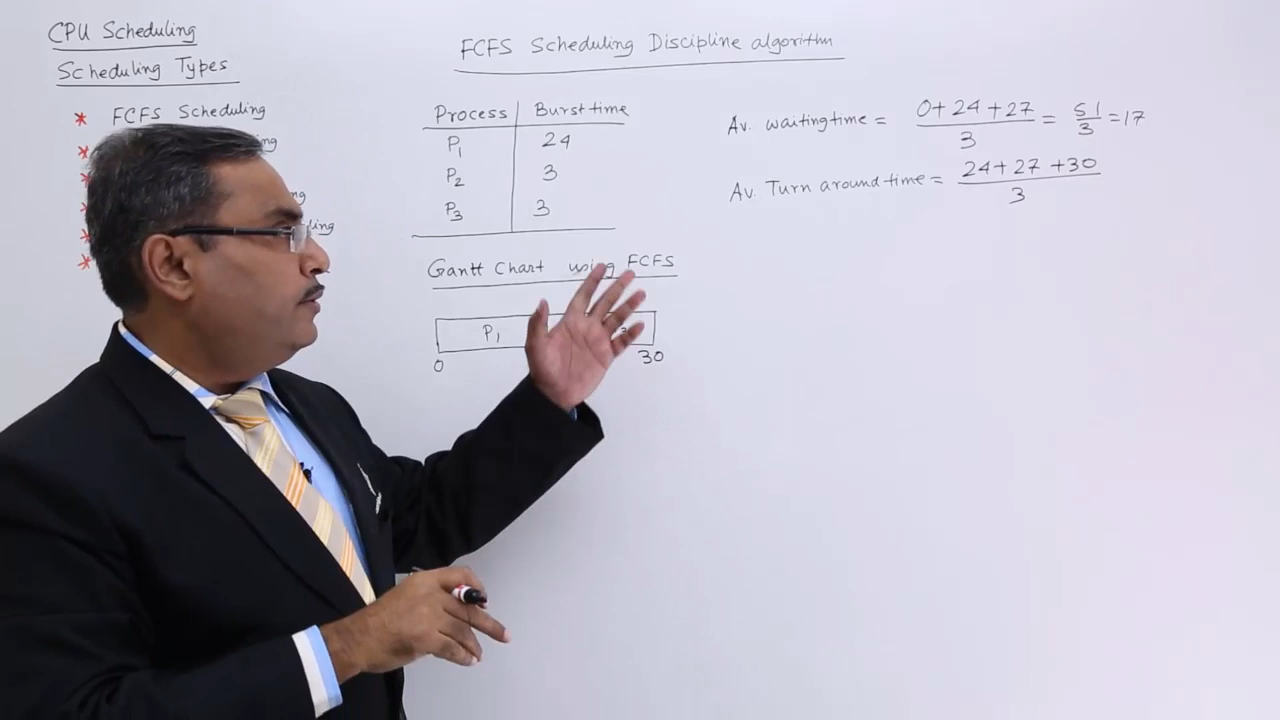 CPU Scheduling
Scheduling Types
* FCFS Scheduling
*
*
*
*
FCFS Scheduling Discipline algorithm
Process Burst time
P1 24
P2 3
P3 3
Gantt Chart using FCFS
P1
0 30
Av. waiting time = 0+24+27 / 3 = 51 / 3 = 17
Av. Turn around time = 24+27+30 / 3